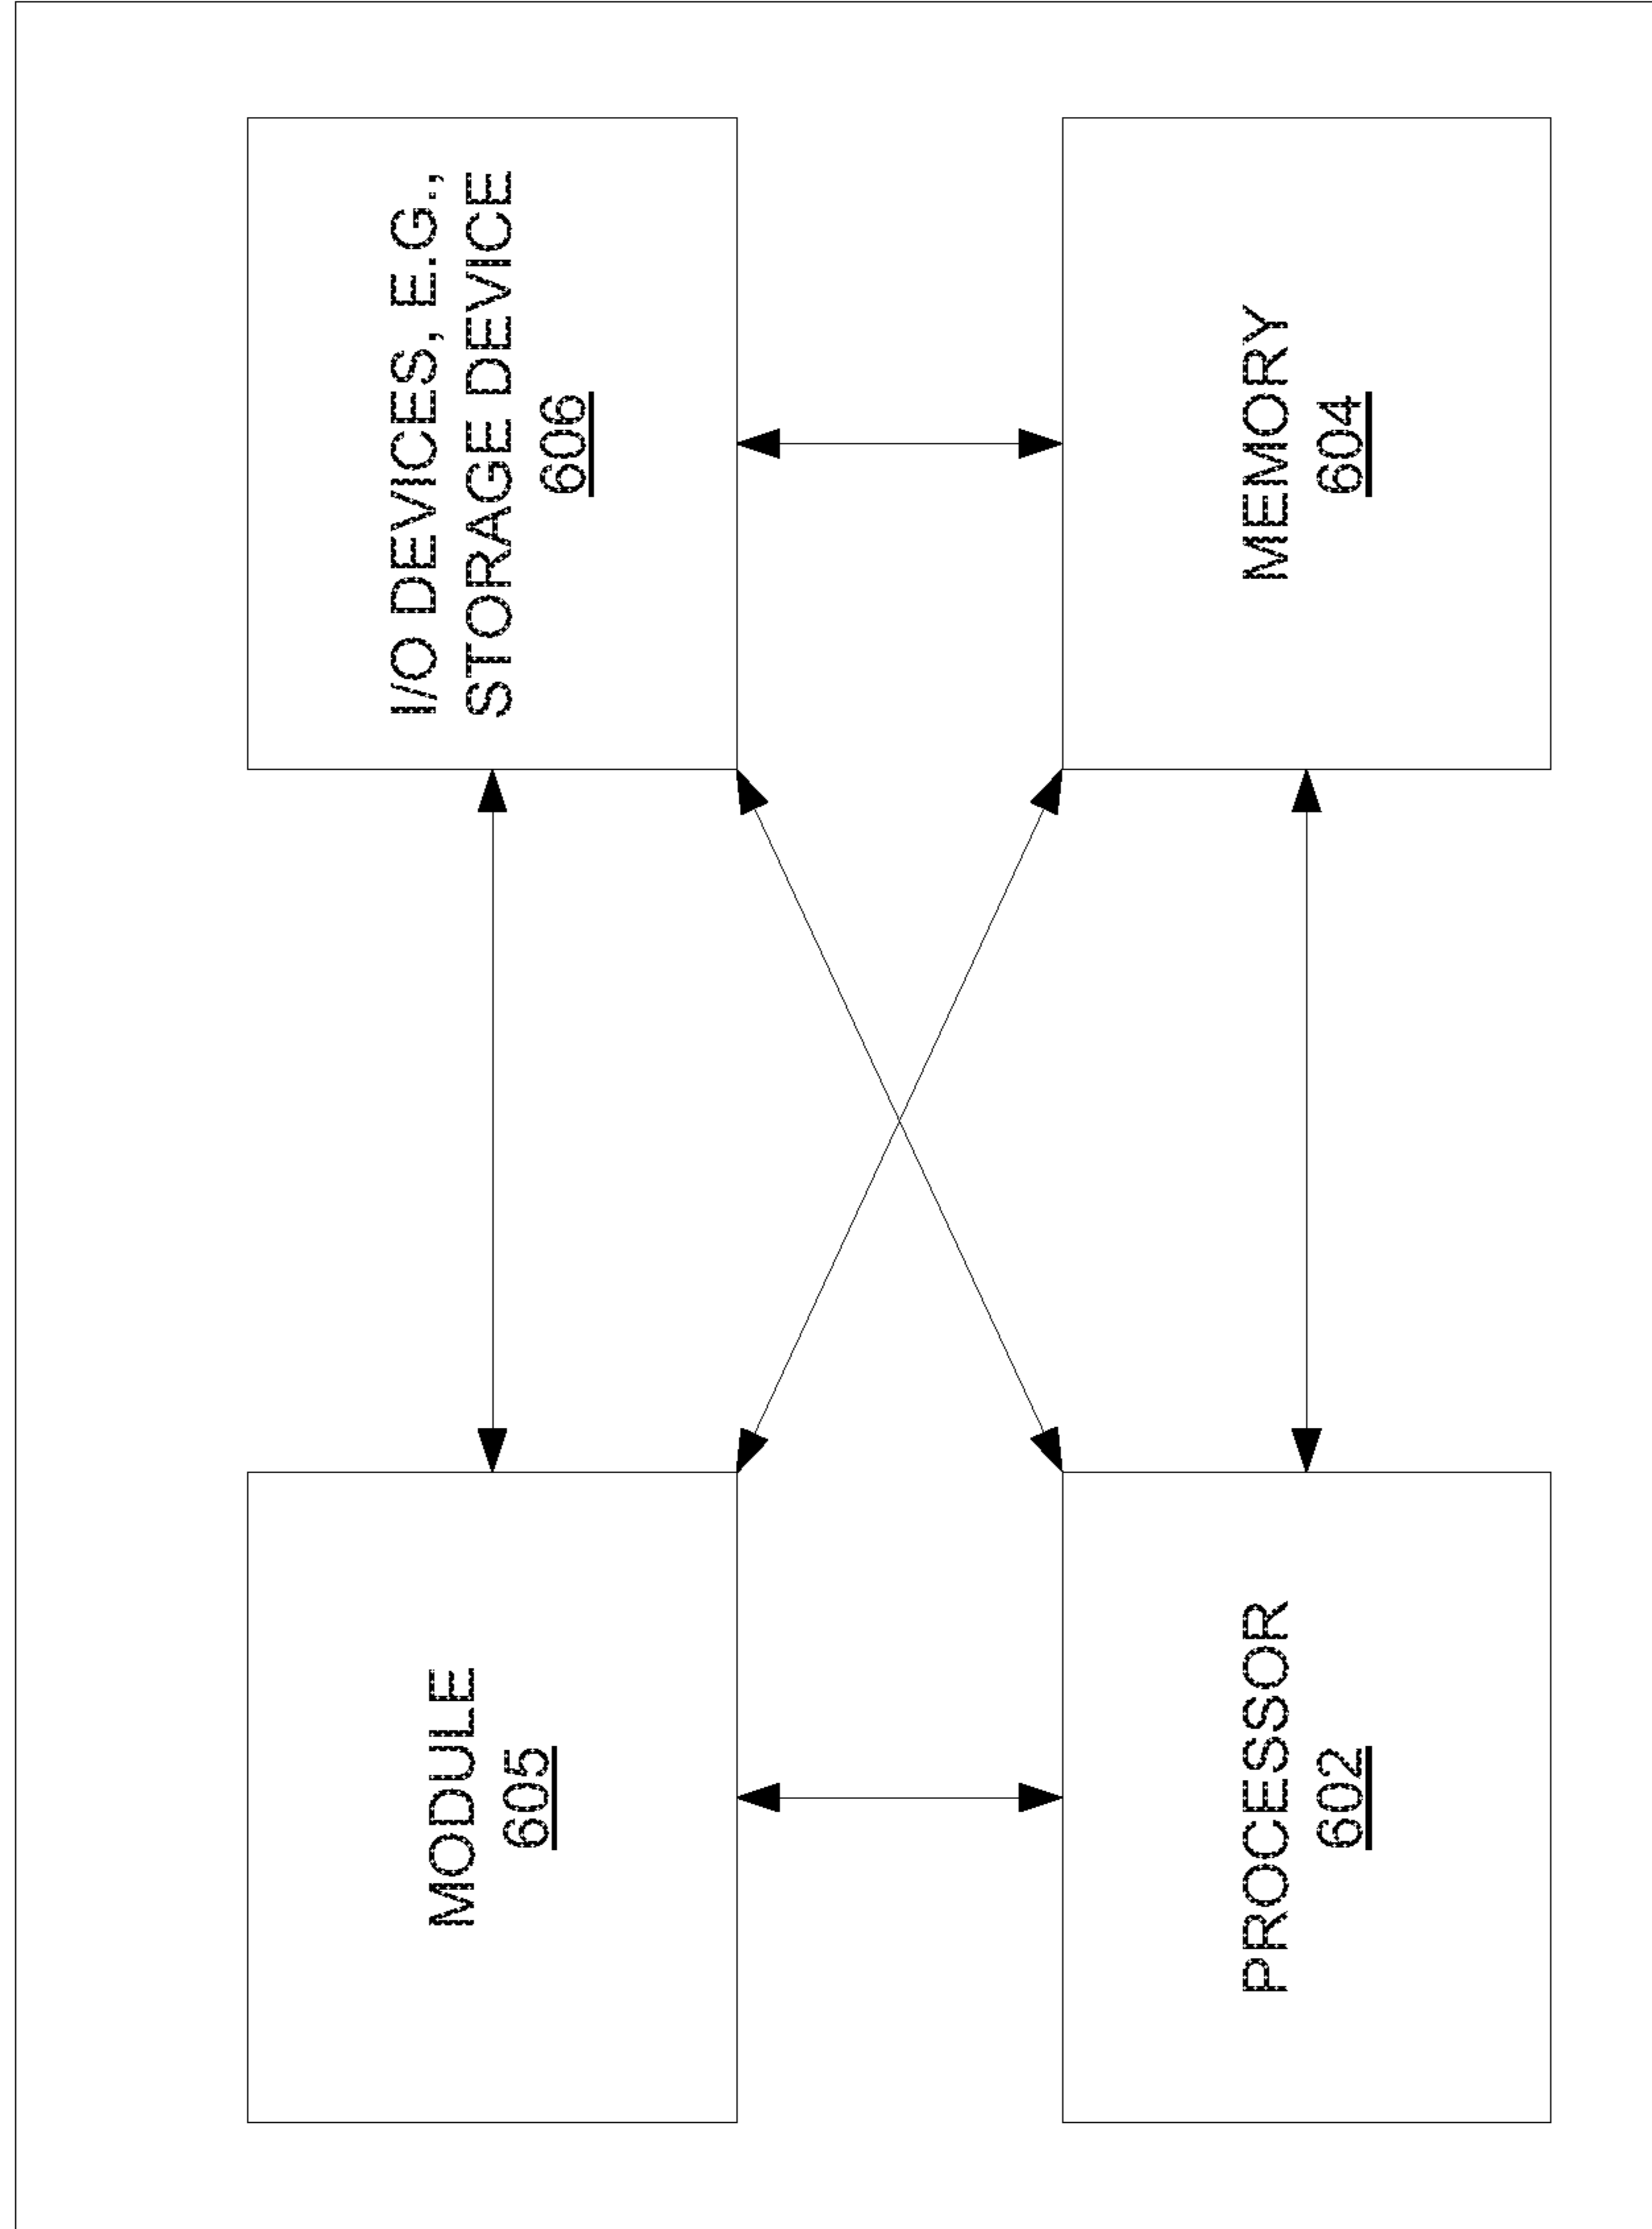 MODULE
605
I/O DEVICES, E.G.,
STORAGE DEVICE
606
PROCESSOR
602
MEMORY
604